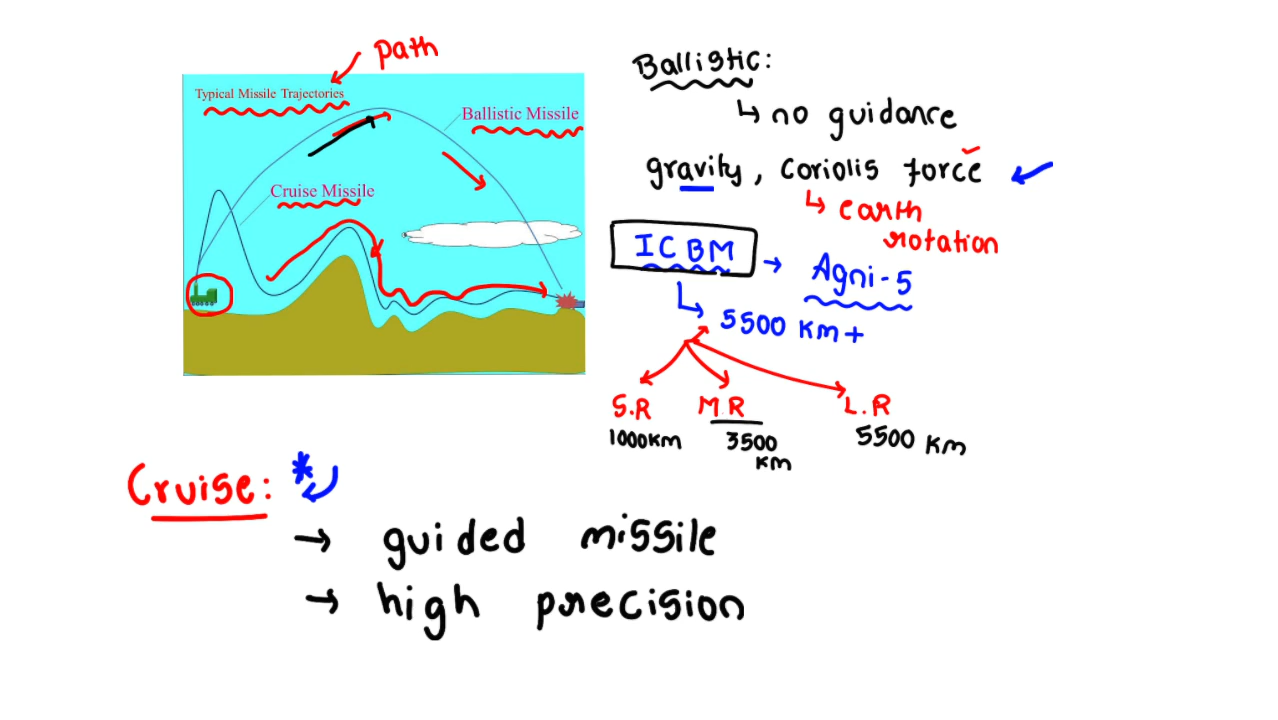 path
Typical Missile Trajectories
Ballistic Missile
Cruise Missile
Ballistic:
↳ no guidance
gravity, Coriolis force
↳ earth
rotation
ICBM → Agni-5
↳ 5500 KM+
S.R M.R L.R
1000KM 3500 5500 KM
KM
Cruise: *
→ guided missile
→ high precision